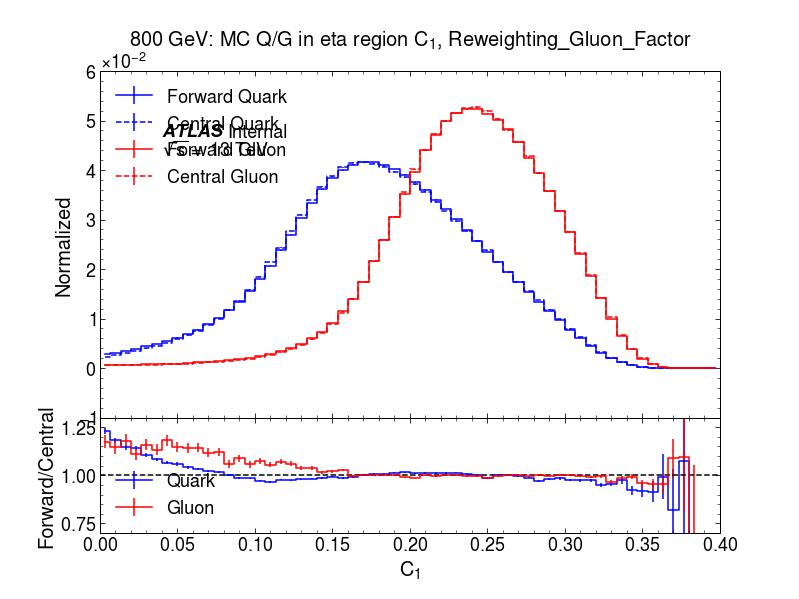 800 GeV: MC Q/G in eta region C₁, Reweighting_Gluon_Factor
×10⁻²
6
5
4
3
2
1
0
−1
Normalized
Forward Quark
Central Quark
ATLAS Internal
√s = 13 TeV
Forward Gluon
Central Gluon
1.25
1.00
0.75
Forward/Central
Quark
Gluon
0.00 0.05 0.10 0.15 0.20 0.25 0.30 0.35 0.40
C₁